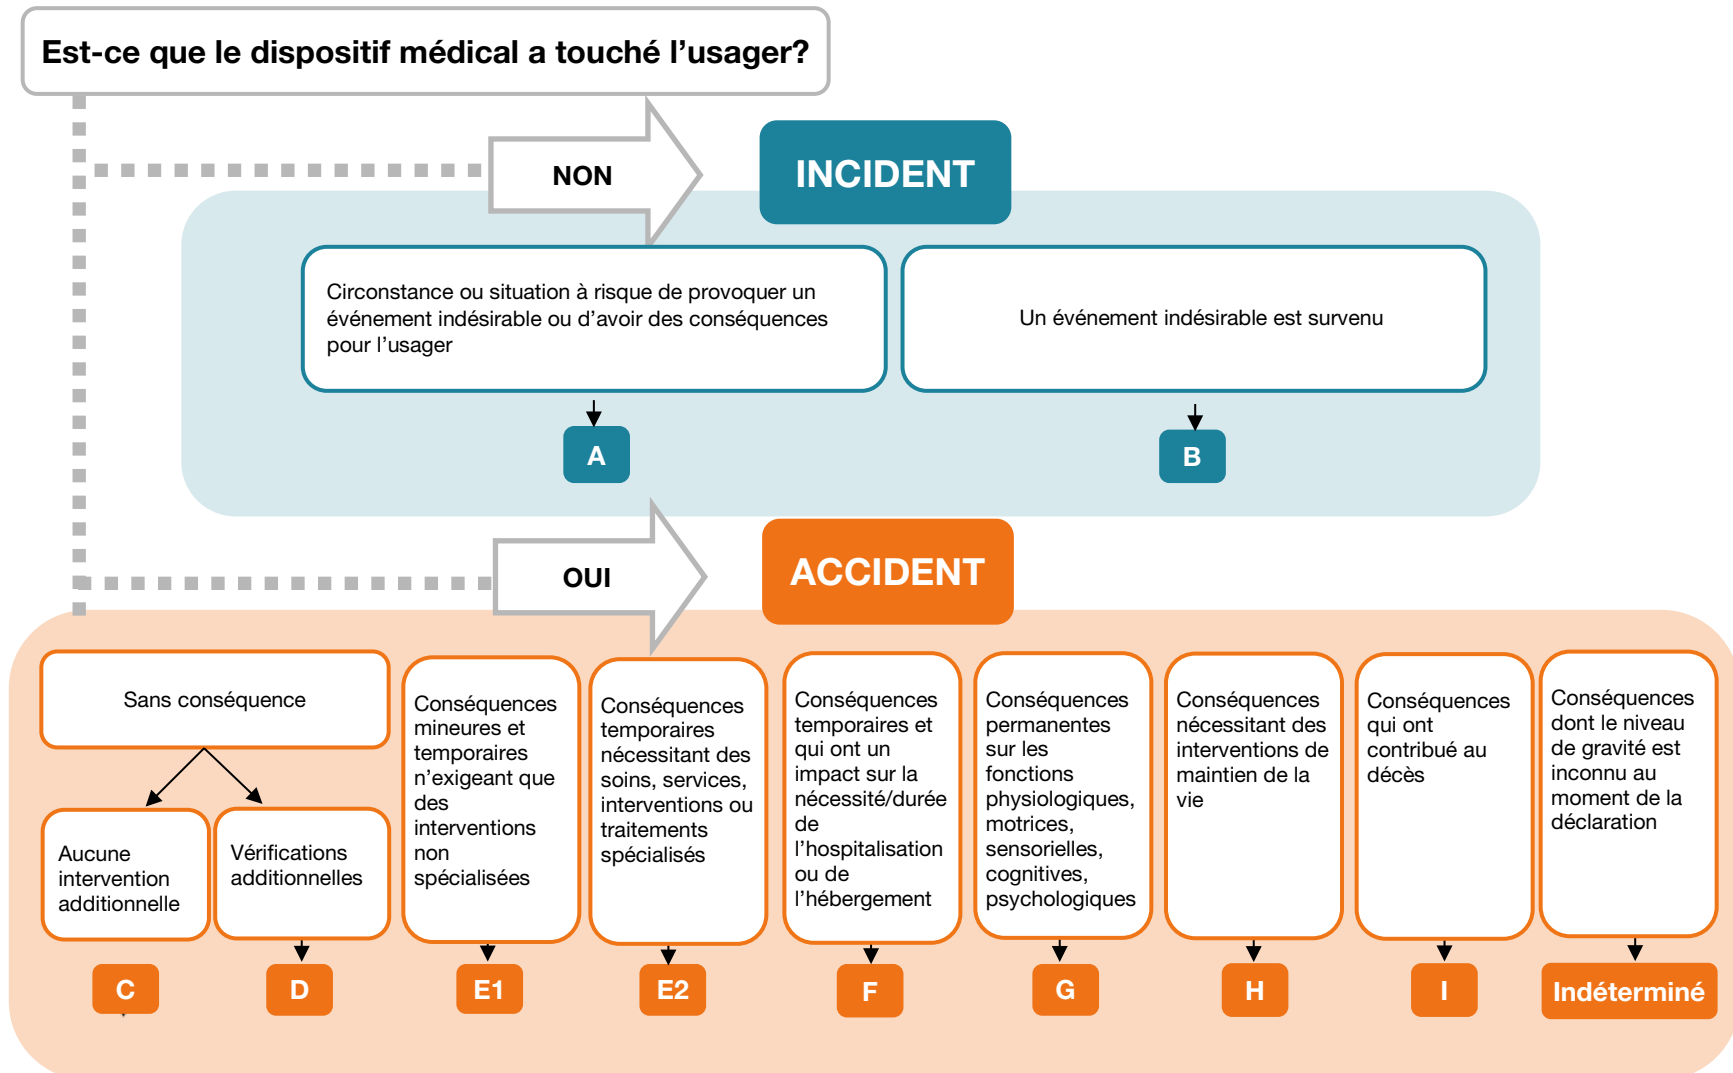 Est-ce que le dispositif médical a touché l'usager?
NON
INCIDENT
Circonstance ou situation à risque de provoquer un
événement indésirable ou d'avoir des conséquences
pour l'usager
Un événement indésirable est survenu
A
B
OUI
ACCIDENT
Sans conséquence
Aucune
intervention
additionnelle
Vérifications
additionnelles
Conséquences
mineures et
temporaires
n'exigeant que
des
interventions
non
spécialisées
Conséquences
temporaires
nécessitant des
soins, services,
interventions ou
traitements
spécialisés
Conséquences
temporaires et
qui ont un
impact sur la
nécessité/durée
de
l'hospitalisation
ou de
l'hébergement
Conséquences
permanentes
sur les
fonctions
physiologiques,
motrices,
sensorielles,
cognitives,
psychologiques
Conséquences
nécessitant des
interventions de
maintien de la
vie
Conséquences
qui ont
contribué au
décès
Conséquences
dont le niveau
de gravité est
inconnu au
moment de la
déclaration
C
D
E1
E2
F
G
H
I
Indéterminé